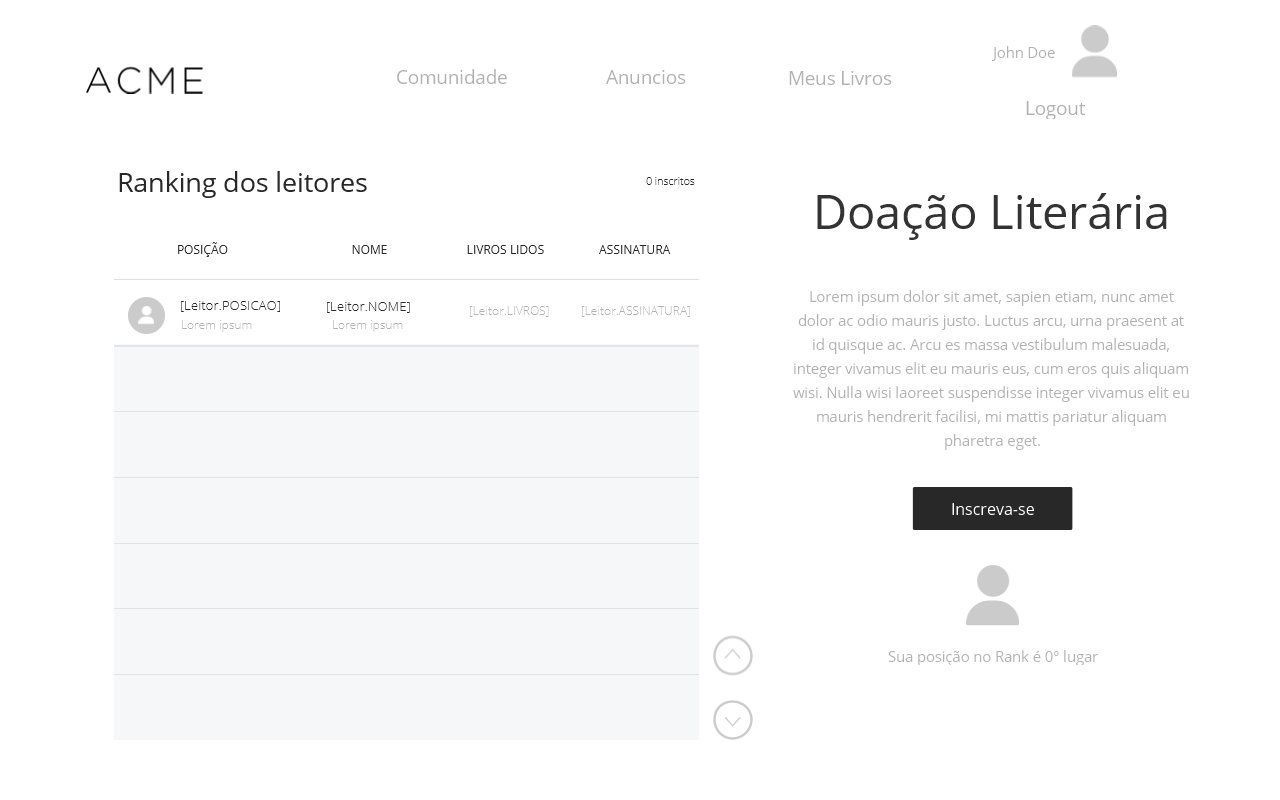 ACME
Comunidade
Anuncios
Meus Livros
John Doe
Logout
Ranking dos leitores
0 inscritos
POSIÇÃO NOME LIVROS LIDOS ASSINATURA
[Leitor.POSICAO] [Leitor.NOME] [Leitor.LIVROS] [Leitor.ASSINATURA]
Lorem ipsum Lorem ipsum
Doação Literária
Lorem ipsum dolor sit amet, sapien etiam, nunc amet
dolor ac odio mauris justo. Luctus arcu, urna praesent at
id quisque ac. Arcu es massa vestibulum malesuada,
integer vivamus elit eu mauris eus, cum eros quis aliquam
wisi. Nulla wisi laoreet suspendisse integer vivamus elit eu
mauris hendrerit facilisi, mi mattis pariatur aliquam
pharetra eget.
Inscreva-se
Sua posição no Rank é 0º lugar